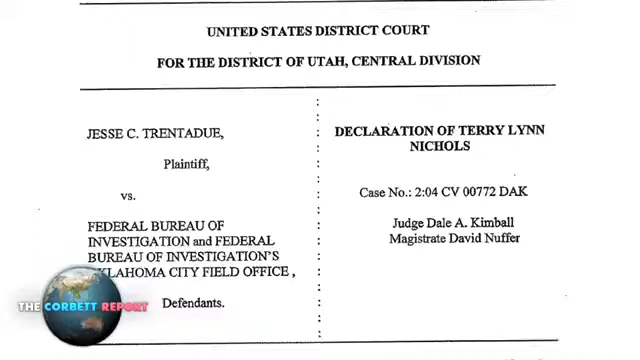 UNITED STATES DISTRICT COURT
FOR THE DISTRICT OF UTAH, CENTRAL DIVISION
JESSE C. TRENTADUE,
Plaintiff,
vs.
FEDERAL BUREAU OF
INVESTIGATION and FEDERAL
BUREAU OF INVESTIGATION'S
OKLAHOMA CITY FIELD OFFICE ,
Defendants.
DECLARATION OF TERRY LYNN
NICHOLS
Case No.: 2:04 CV 00772 DAK
Judge Dale A. Kimball
Magistrate David Nuffer
THE CORBETT REPORT